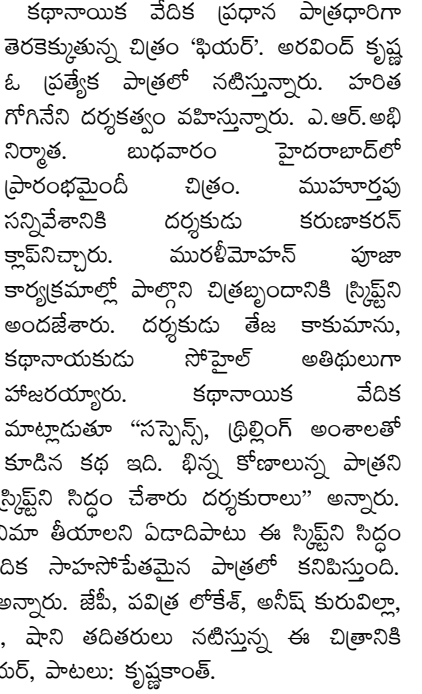 కథానాయిక వేదిక ప్రధాన పాత్రధారిగా
తెరకెక్కుతున్న చిత్రం ‘ఫియర్’. అరవింద్ కృష్ణ
ఓ ప్రత్యేక పాత్రలో నటిస్తున్నారు. హరిత
గోగినేని దర్శకత్వం వహిస్తున్నారు. ఎ.ఆర్.అభి
నిర్మాత. బుధవారం హైదరాబాద్‌లో
ప్రారంభమైందీ చిత్రం. ముహూర్తపు
సన్నివేశానికి దర్శకుడు కరుణాకరన్
క్లాప్‌నిచ్చారు. మురళీమోహన్ పూజా
కార్యక్రమాల్లో పాల్గొని చిత్రబృందానికి స్క్రిప్ట్‌ని
అందజేశారు. దర్శకుడు తేజ కాకుమాను,
కథానాయకుడు సోహైల్ అతిథులుగా
హాజరయ్యారు. కథానాయిక వేదిక
మాట్లాడుతూ “సస్పెన్స్, థ్రిల్లింగ్ అంశాలతో
కూడిన కథ ఇది. భిన్న కోణాలున్న పాత్రని
స్క్రిప్ట్‌ని సిద్ధం చేశారు దర్శకురాలు” అన్నారు.
తీయాలని ఏడాదిపాటు ఈ స్క్రిప్ట్‌ని సిద్ధం
సాహసోపేతమైన పాత్రలో కనిపిస్తుంది.
అన్నారు. జేపీ, పవిత్ర లోకేశ్, అనీష్ కురువిల్లా,
, షాని తదితరులు నటిస్తున్న ఈ చిత్రానికి
పాటలు: కృష్ణకాంత్.